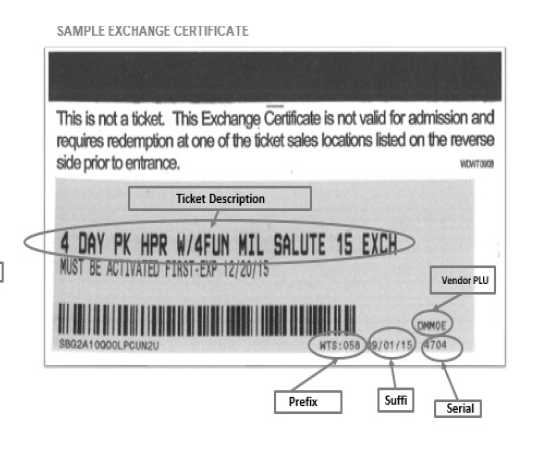 SAMPLE EXCHANGE CERTIFICATE
This is not a ticket. This Exchange Certificate is not valid for admission and
requires redemption at one of the ticket sales locations listed on the reverse
side prior to entrance.
Ticket Description
4 DAY PK HPR W/4FUN MIL SALUTE 15 EXCH
MUST BE ACTIVATED FIRST-EXP 12/20/15
Vendor PLU
DMMOE
SBG2A10Q00LPCUN2U WTS:058 9/01/15 4704
Prefix
Suffi
Serial